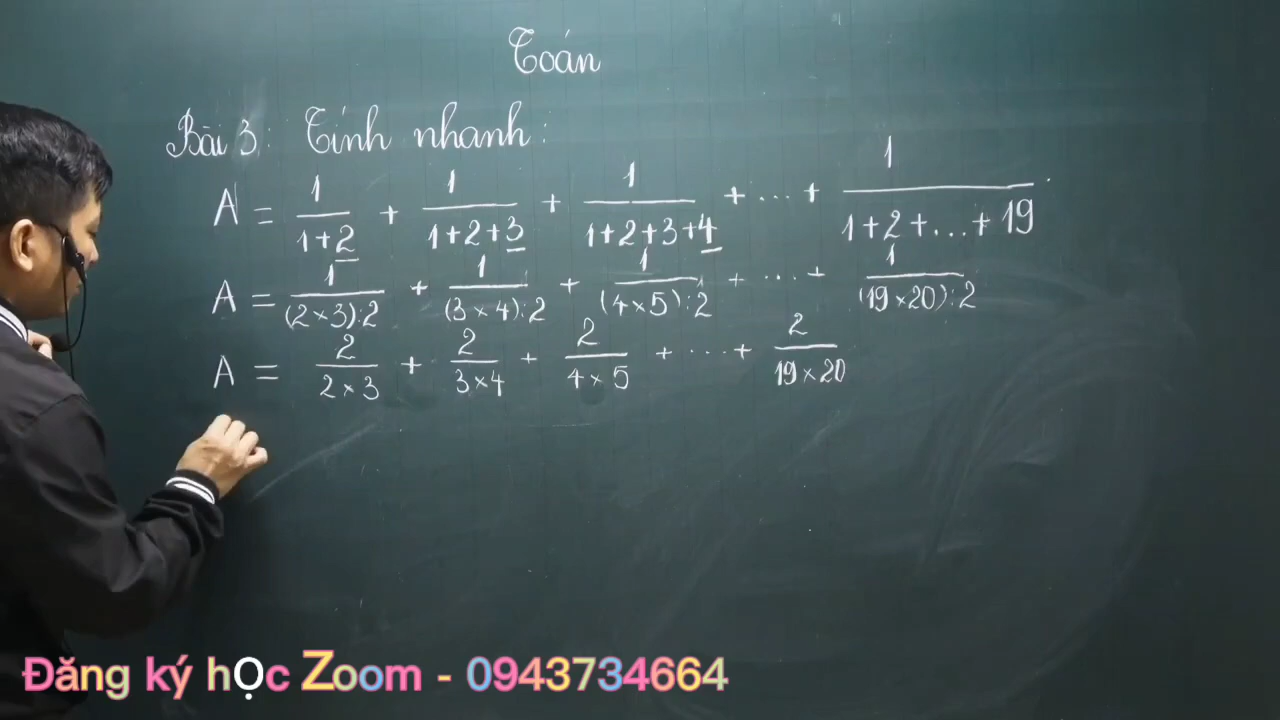 Toán
Bài 3: Tính nhanh:
A = 1/(1+2) + 1/(1+2+3) + 1/(1+2+3+4) + ... + 1/(1+2+...+19)
A = 1/((2×3):2) + 1/((3×4):2) + 1/((4×5):2) + ... + 1/((19×20):2)
A = 2/(2×3) + 2/(3×4) + 2/(4×5) + ... + 2/(19×20)
Đăng ký học Zoom - 0943734664